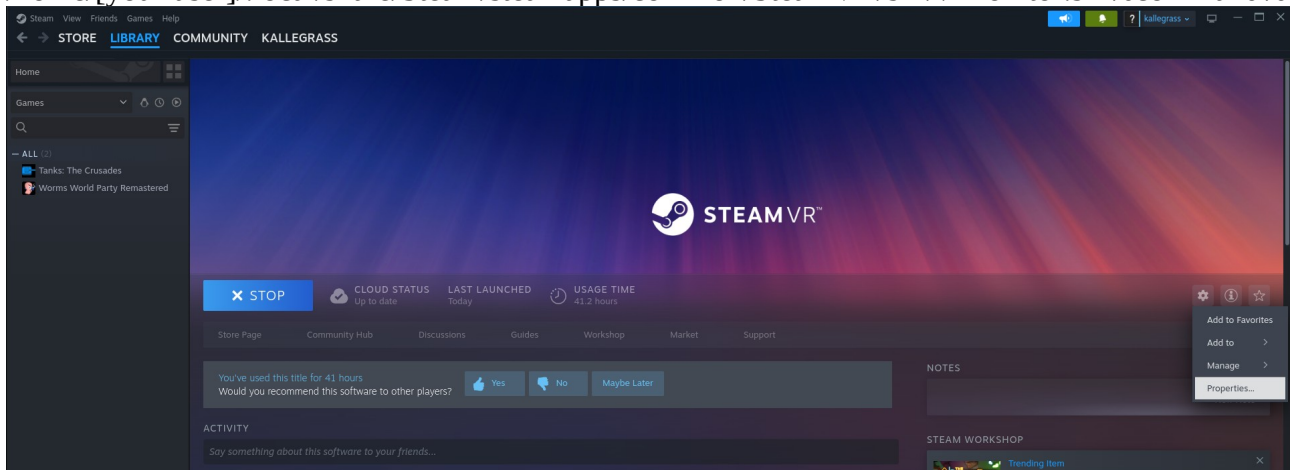 Steam View Friends Games Help
kallegrass
STORE LIBRARY COMMUNITY KALLEGRASS
Home
Games
ALL (2)
Tanks: The Crusades
Worms World Party Remastered
STEAMVR™
STOP
CLOUD STATUS
Up to date
LAST LAUNCHED
Today
USAGE TIME
41.2 hours
Add to Favorites
Add to
Manage
Properties...
Store Page Community Hub Discussions Guides Workshop Market Support
You've used this title for 41 hours
Would you recommend this software to other players?
Yes No Maybe Later
NOTES
ACTIVITY
Say something about this software to your friends...
STEAM WORKSHOP
Trending Item